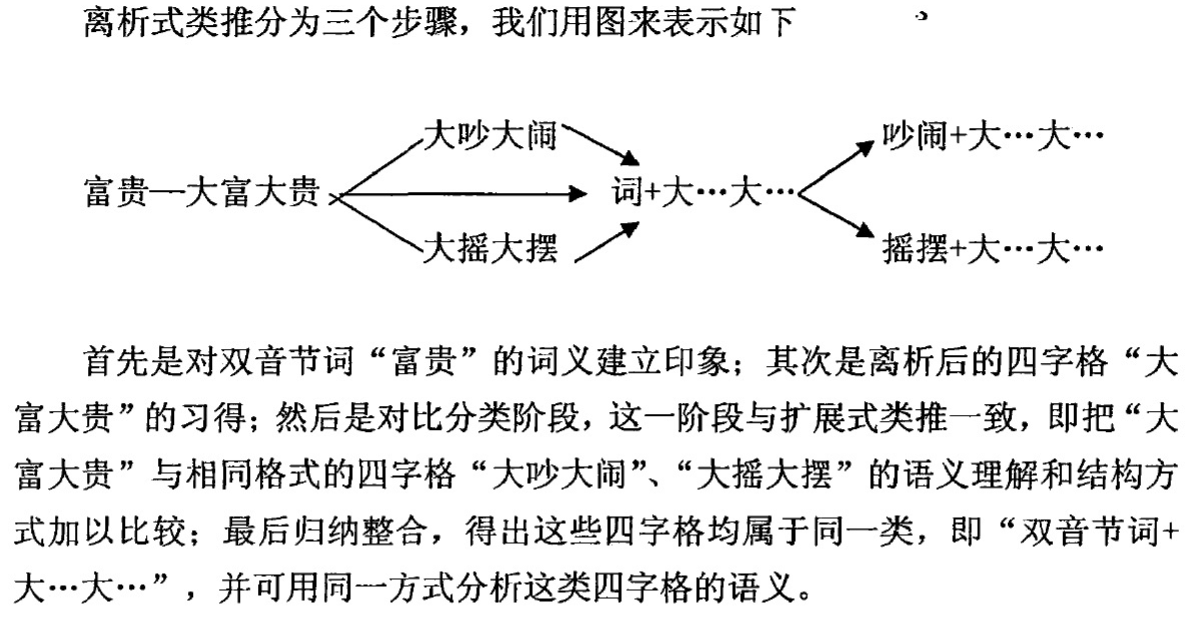 离析式类推分为三个步骤，我们用图来表示如下
大吵大闹
吵闹+大…大…
富贵—大富大贵
词+大…大…
大摇大摆
摇摆+大…大…
首先是对双音节词“富贵”的词义建立印象；其次是离析后的四字格“大
富大贵”的习得；然后是对比分类阶段，这一阶段与扩展式类推一致，即把“大
富大贵”与相同格式的四字格“大吵大闹”、“大摇大摆”的语义理解和结构方
式加以比较；最后归纳整合，得出这些四字格均属于同一类，即“双音节词+
大…大…”，并可用同一方式分析这类四字格的语义。